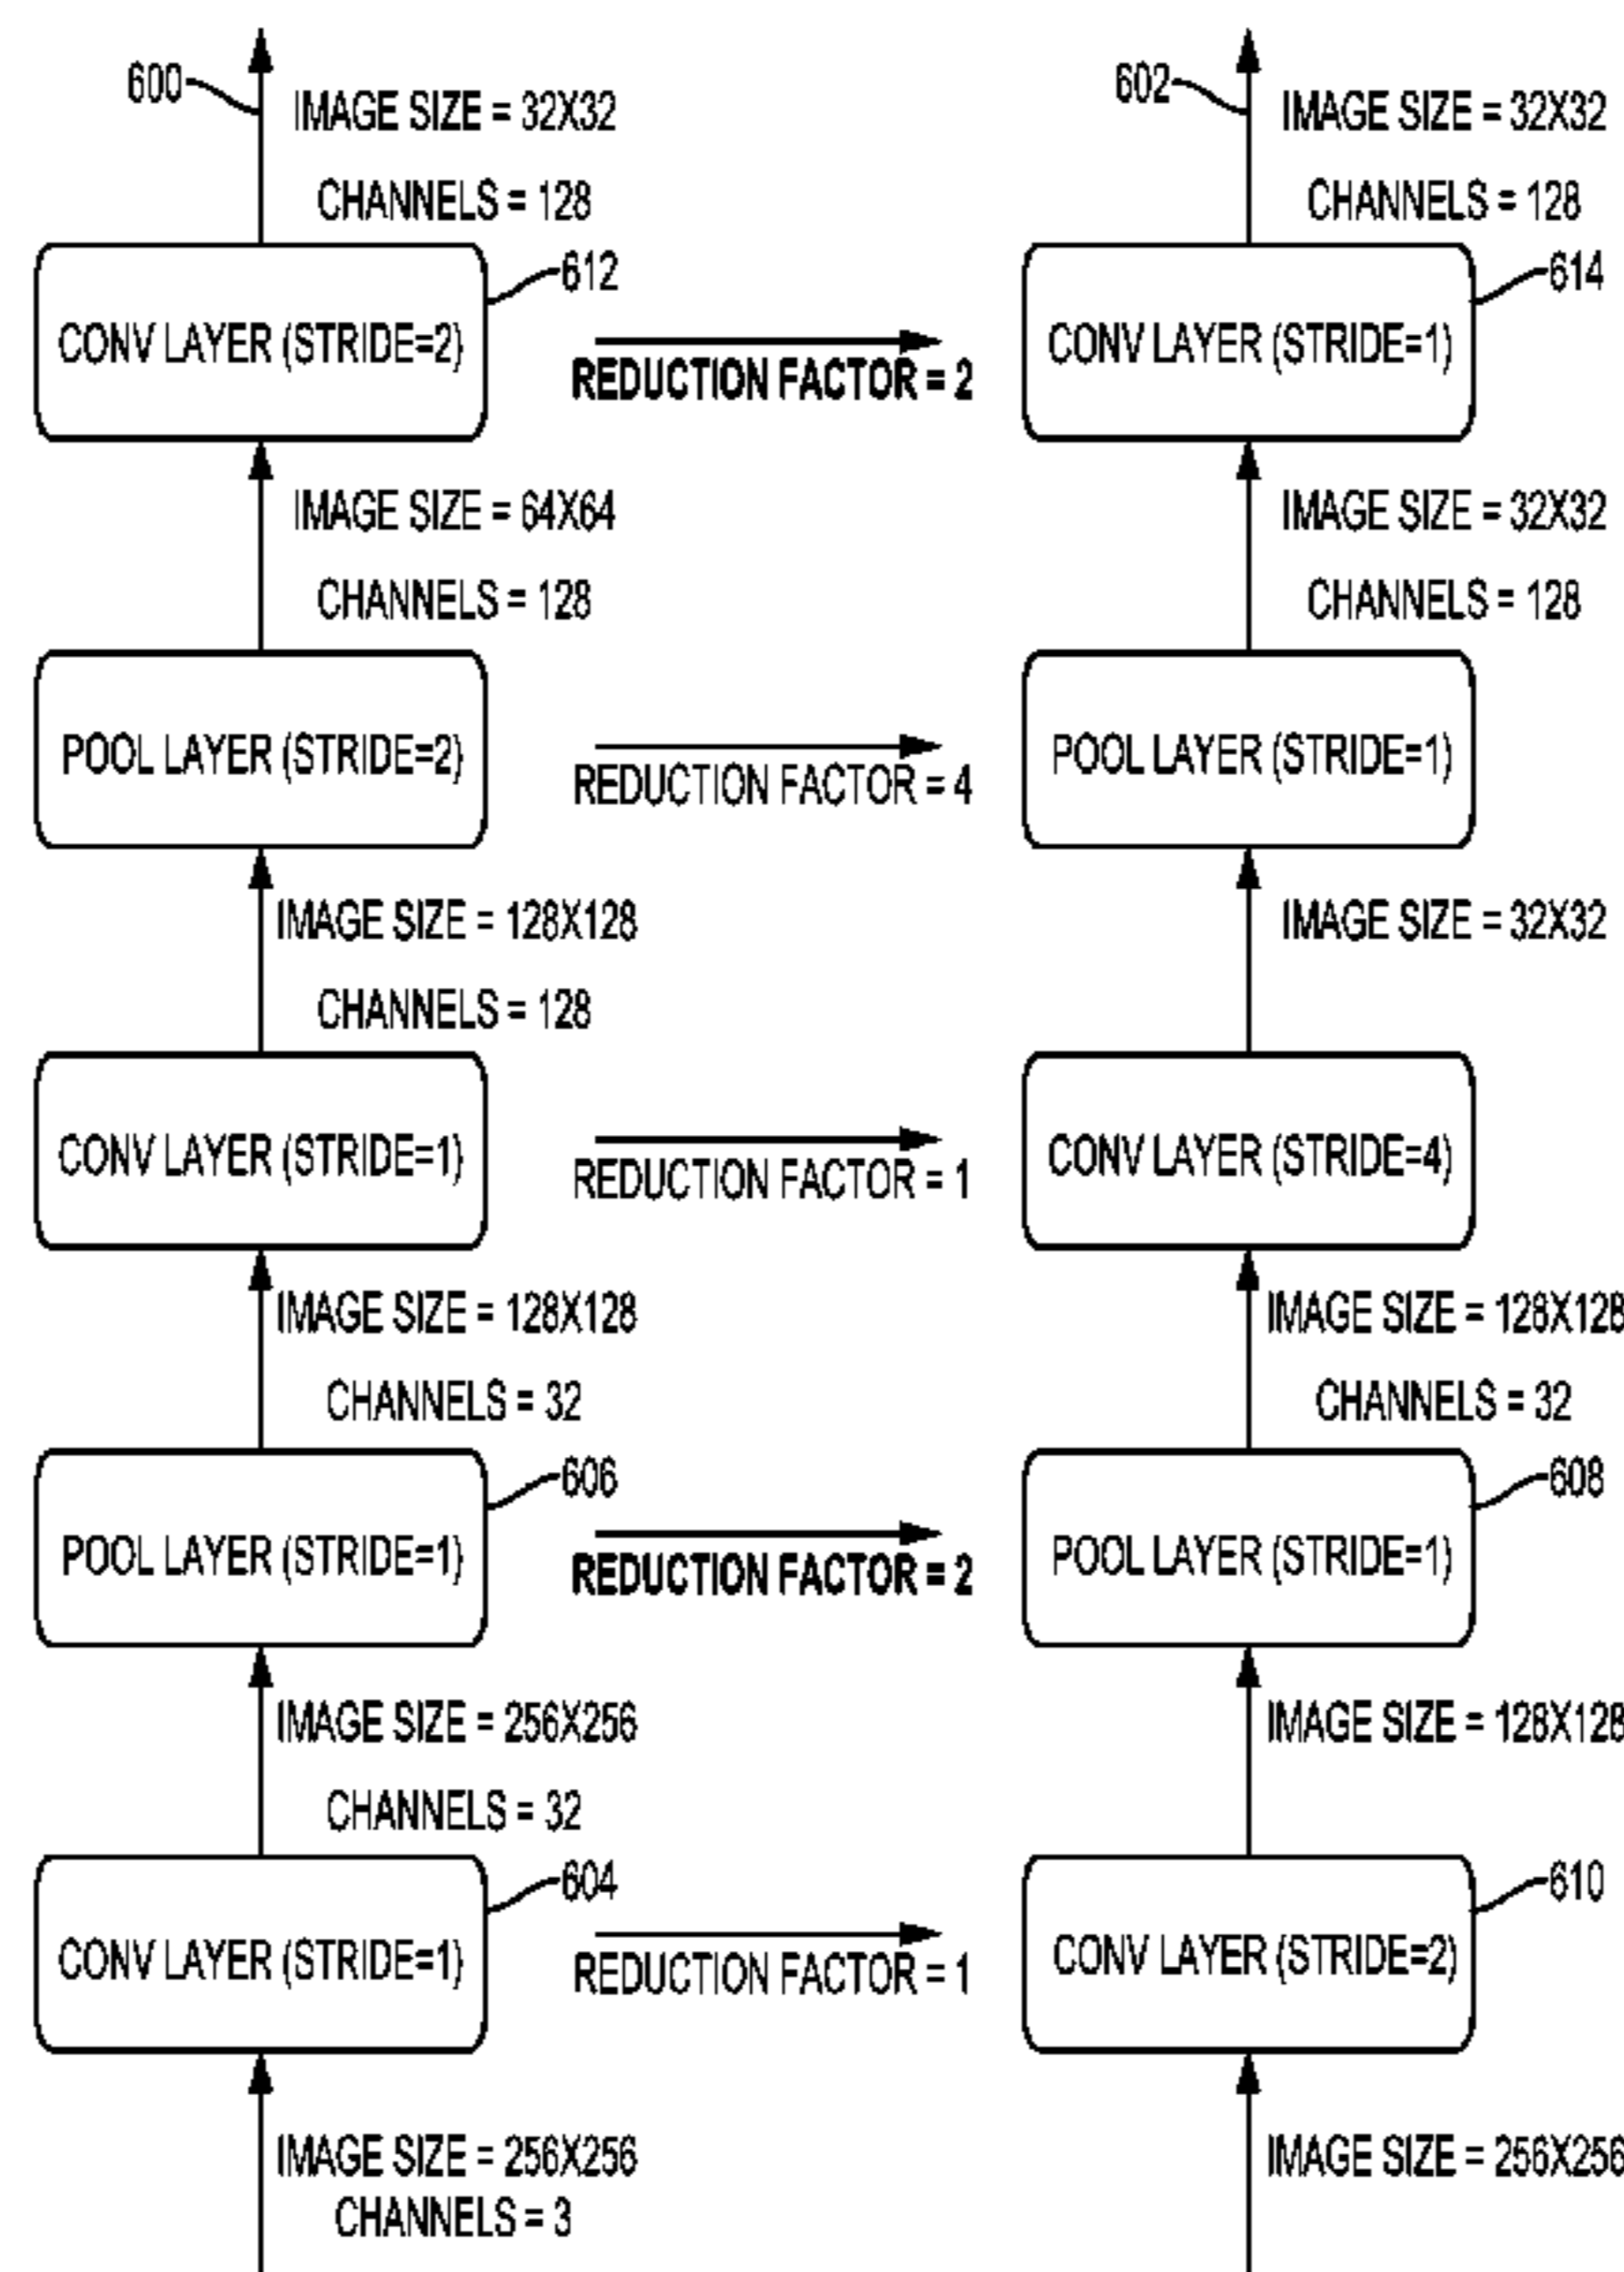 600
IMAGE SIZE = 32X32
CHANNELS = 128
602
IMAGE SIZE = 32X32
CHANNELS = 128
612
CONV LAYER (STRIDE=2)
REDUCTION FACTOR = 2
614
CONV LAYER (STRIDE=1)
IMAGE SIZE = 64X64
CHANNELS = 128
IMAGE SIZE = 32X32
CHANNELS = 128
POOL LAYER (STRIDE=2)
REDUCTION FACTOR = 4
POOL LAYER (STRIDE=1)
IMAGE SIZE = 128X128
CHANNELS = 128
IMAGE SIZE = 32X32
CONV LAYER (STRIDE=1)
REDUCTION FACTOR = 1
CONV LAYER (STRIDE=4)
IMAGE SIZE = 128X128
CHANNELS = 32
IMAGE SIZE = 128X128
CHANNELS = 32
606
POOL LAYER (STRIDE=1)
REDUCTION FACTOR = 2
608
POOL LAYER (STRIDE=1)
IMAGE SIZE = 256X256
CHANNELS = 32
IMAGE SIZE = 128X128
604
CONV LAYER (STRIDE=1)
REDUCTION FACTOR = 1
610
CONV LAYER (STRIDE=2)
IMAGE SIZE = 256X256
CHANNELS = 3
IMAGE SIZE = 256X256